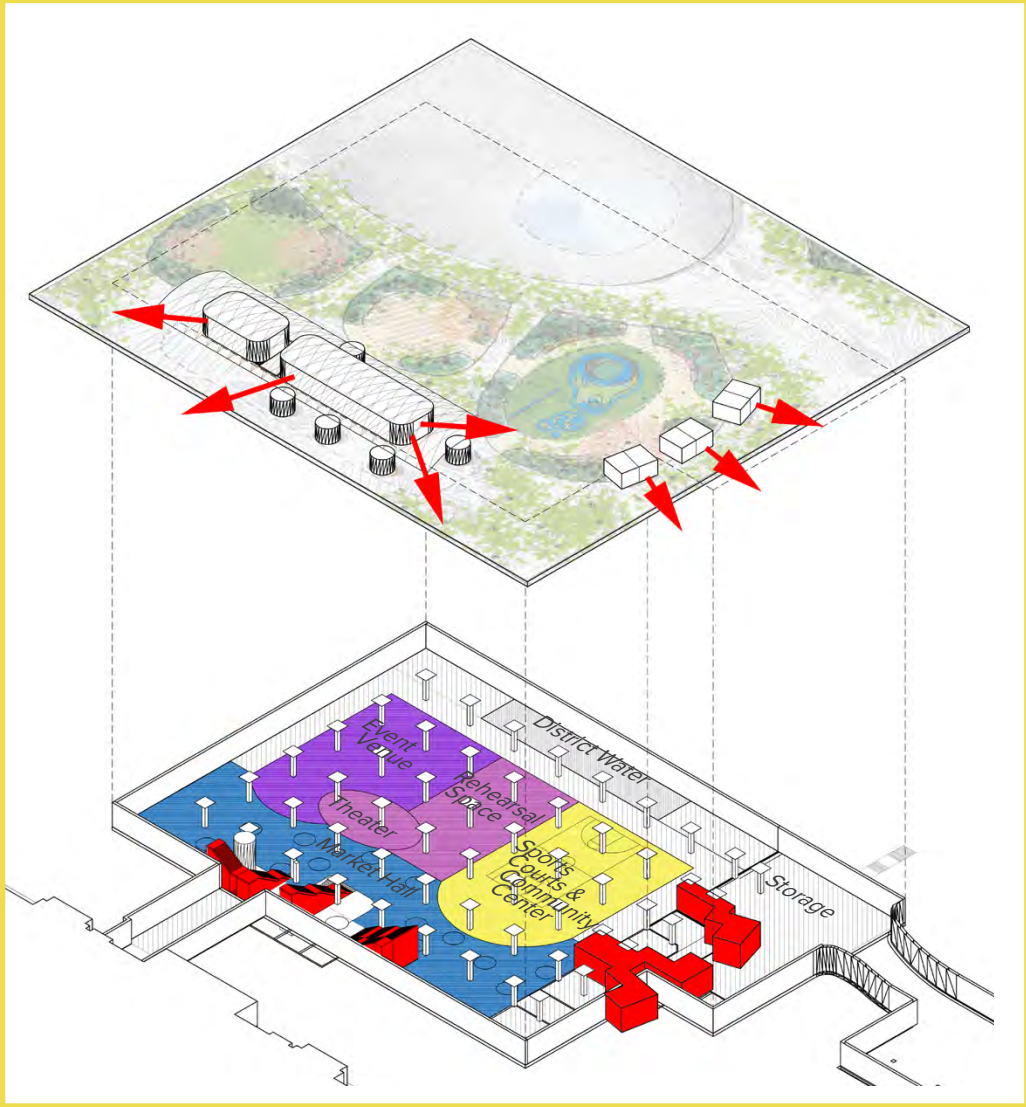 Event
Venue
District Water
Rehearsal
Space
Theater
Market Hall
Sports
Courts &
Community
Center
Storage